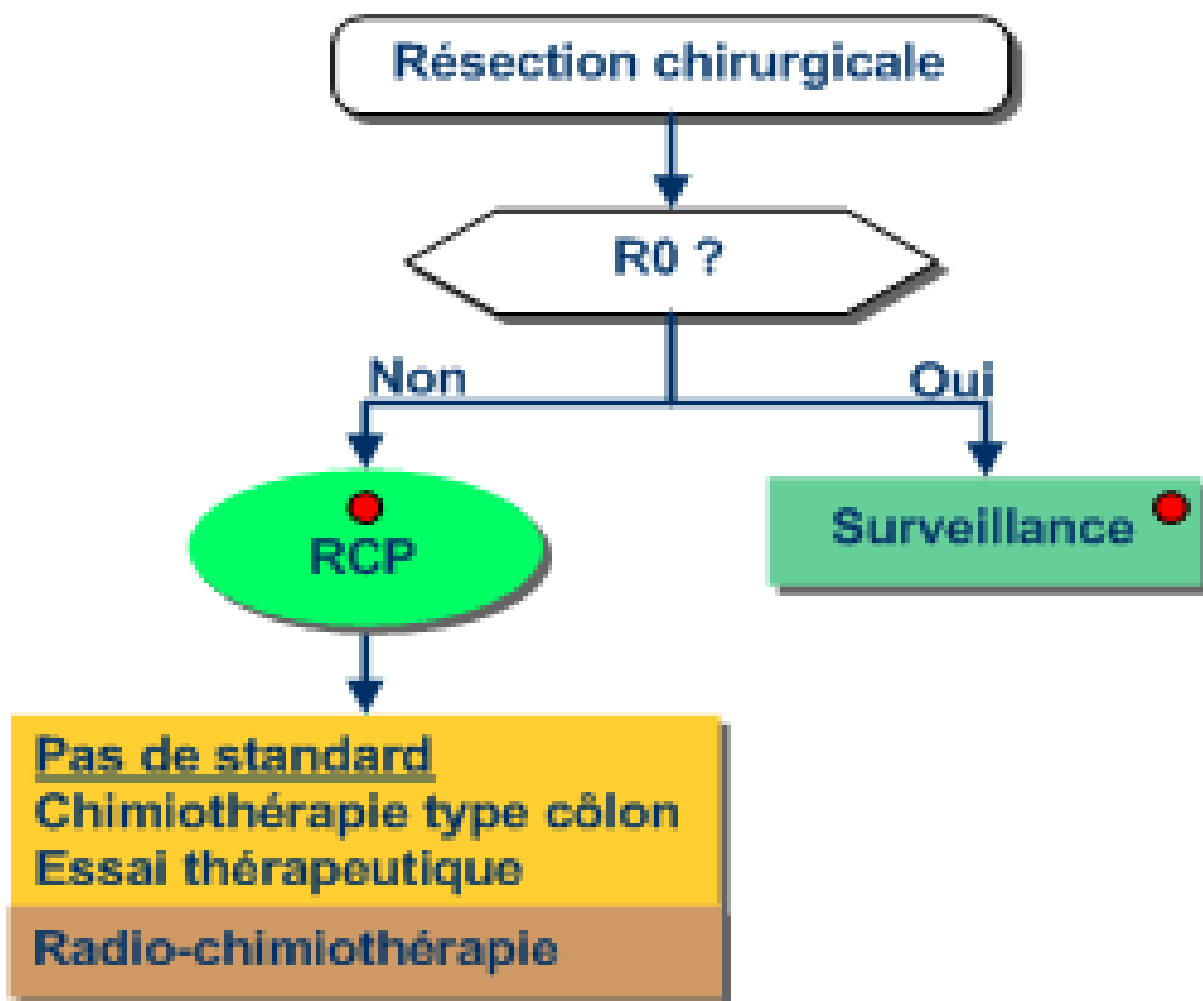 Résection chirurgicale
R0 ?
Non
Oui
RCP
Surveillance
Pas de standard
Chimiothérapie type côlon
Essai thérapeutique
Radio-chimiothérapie